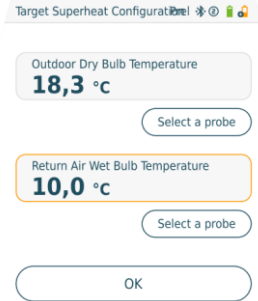 Target Superheat Configuration
Outdoor Dry Bulb Temperature
18,3 °C
Select a probe
Return Air Wet Bulb Temperature
10,0 °C
Select a probe
OK